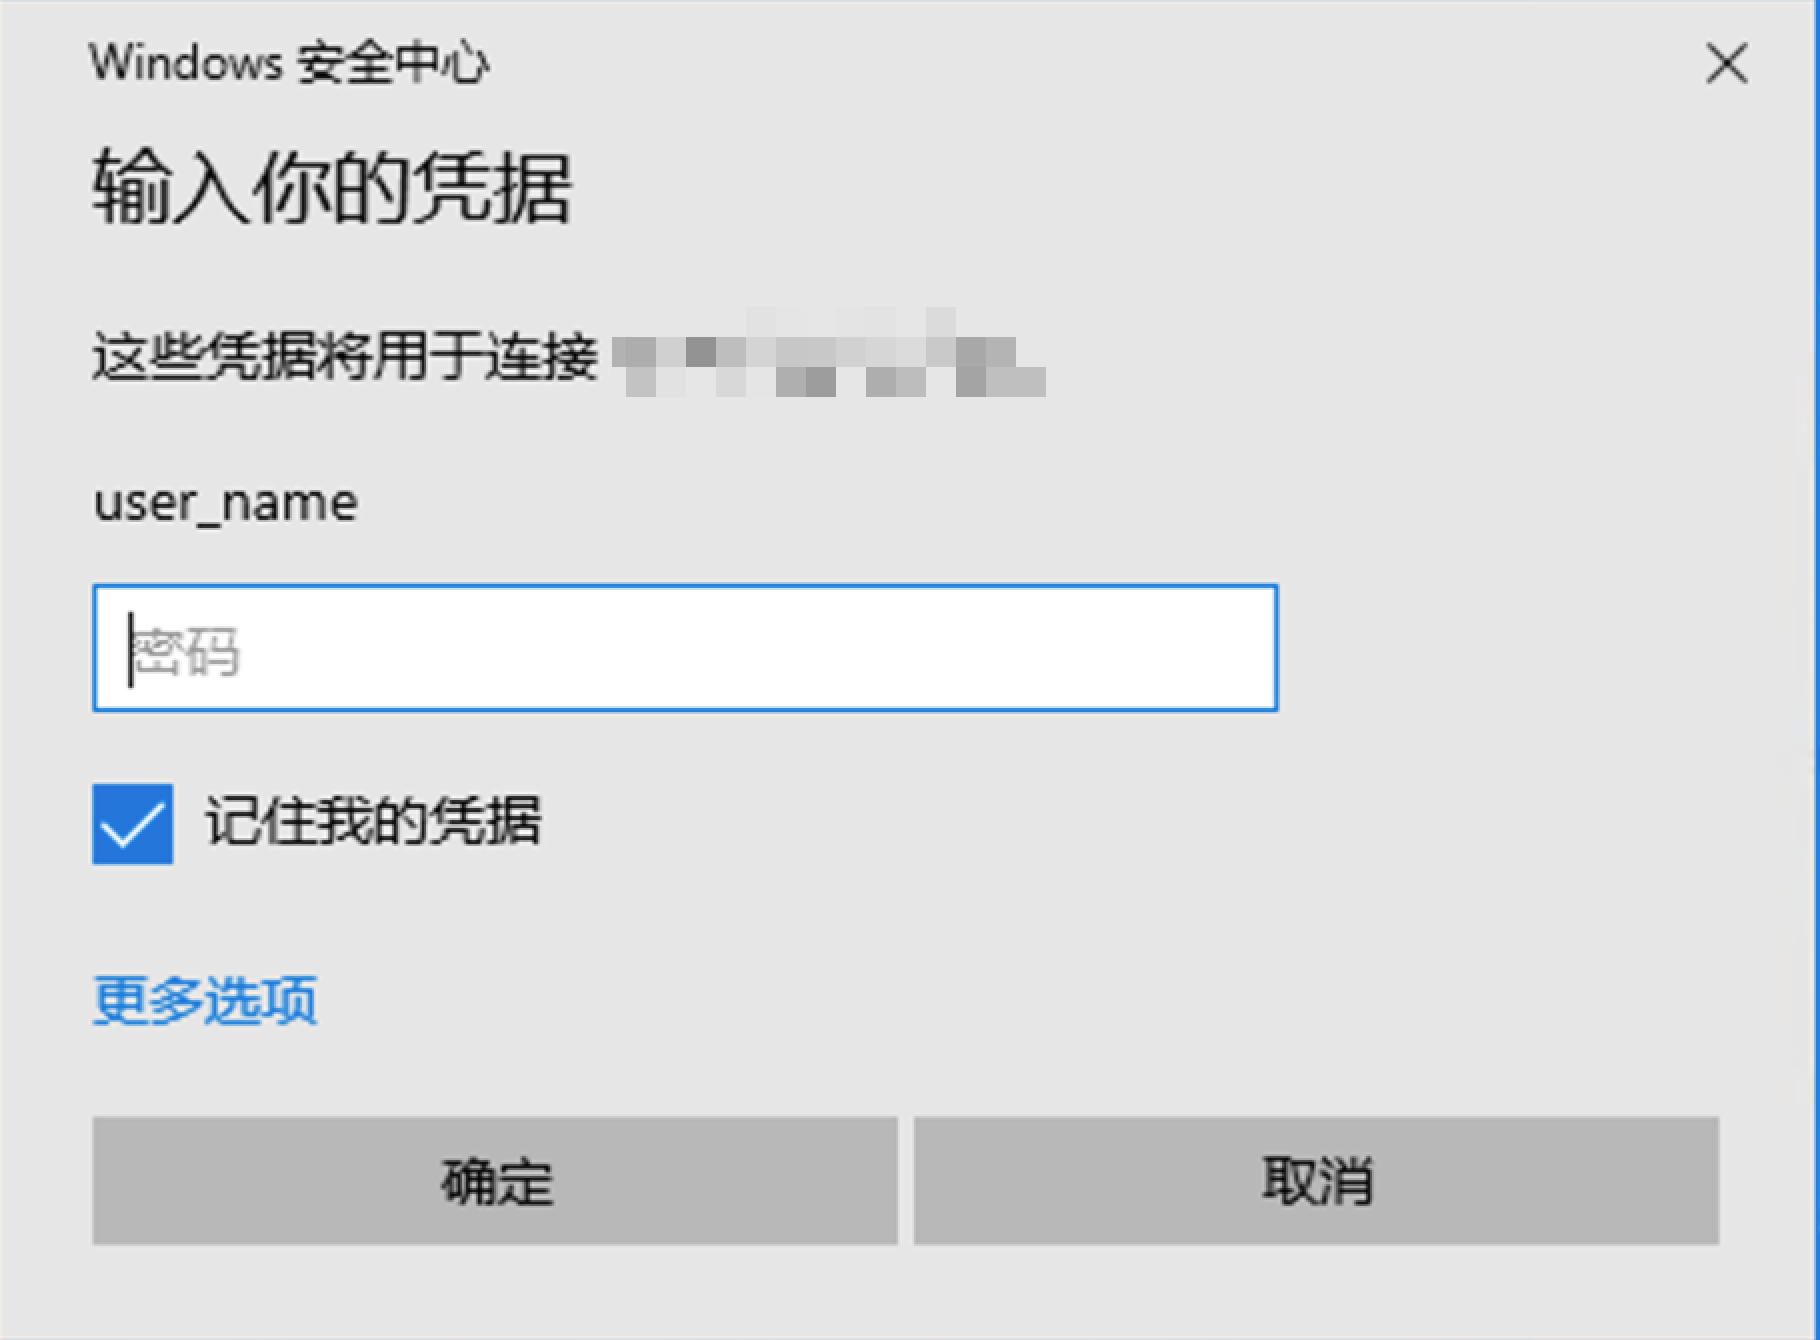 Windows 安全中心
输入你的凭据
这些凭据将用于连接
user_name
密码
记住我的凭据
更多选项
确定
取消